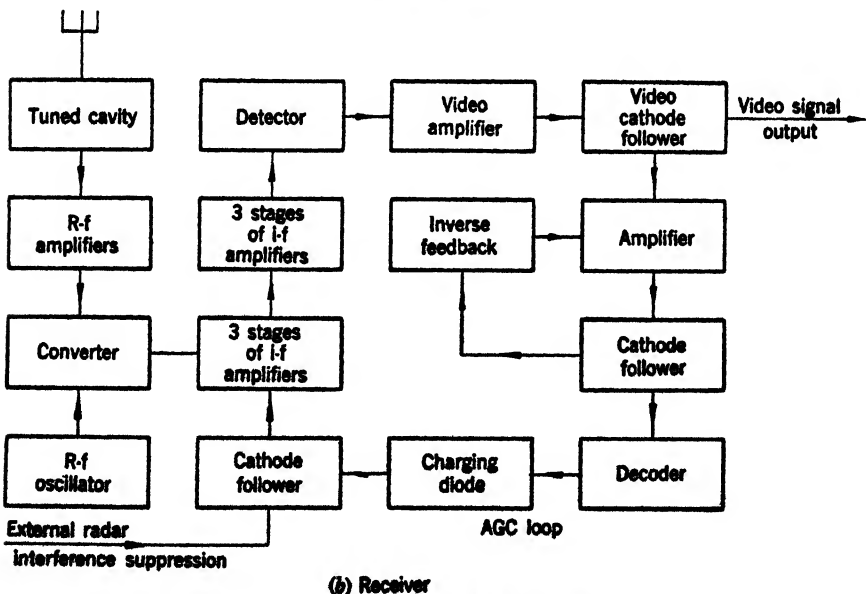 Tuned cavity
Detector
Video
amplifier
Video
cathode
follower
Video signal
output
R-f
amplifiers
3 stages
of i-f
amplifiers
Inverse
feedback
Amplifier
Converter
3 stages
of i-f
amplifiers
Cathode
follower
R-f
oscillator
Cathode
follower
Charging
diode
Decoder
External radar
interference suppression
AGC loop
(b) Receiver